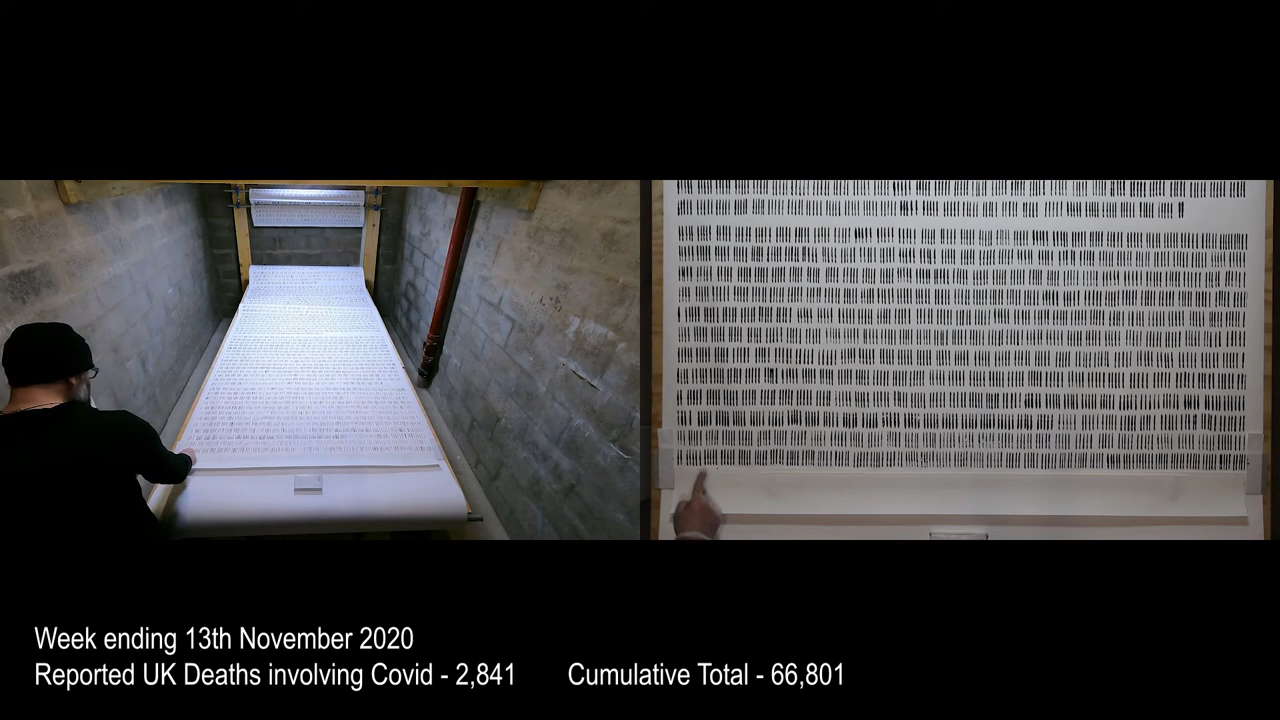 Week ending 13th November 2020
Reported UK Deaths involving Covid - 2,841 Cumulative Total - 66,801